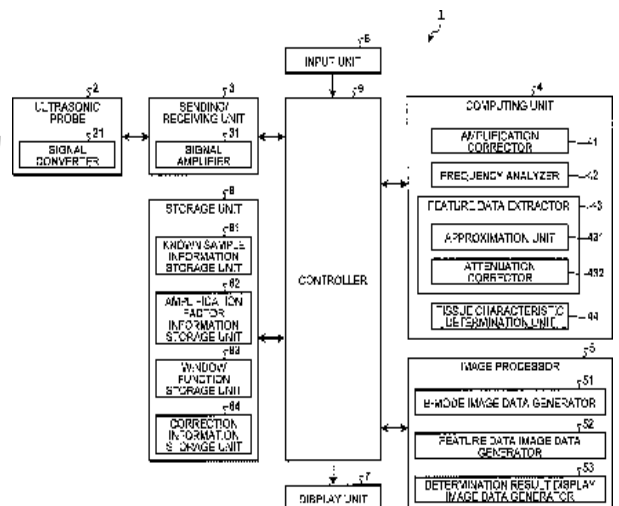 1
6
INPUT UNIT
2
ULTRASONIC
PROBE
21
SIGNAL
CONVERTER
3
SENDING/
RECEIVING UNIT
31
SIGNAL
AMPLIFIER
9
CONTROLLER
4
COMPUTING UNIT
AMPLIFICATION
CORRECTOR
41
FREQUENCY ANALYZER
42
FEATURE DATA EXTRACTOR
43
APPROXIMATION UNIT
431
ATTENUATION
CORRECTOR
432
TISSUE CHARACTERISTIC
DETERMINATION UNIT
44
8
STORAGE UNIT
81
KNOWN SAMPLE
INFORMATION
STORAGE UNIT
82
AMPLIFICATION
FACTOR
INFORMATION
STORAGE UNIT
83
WINDOW
FUNCTION
STORAGE UNIT
84
CORRECTION
INFORMATION
STORAGE UNIT
5
IMAGE PROCESSOR
51
B-MODE IMAGE DATA GENERATOR
52
FEATURE DATA IMAGE DATA
GENERATOR
53
DETERMINATION RESULT DISPLAY
IMAGE DATA GENERATOR
7
DISPLAY UNIT